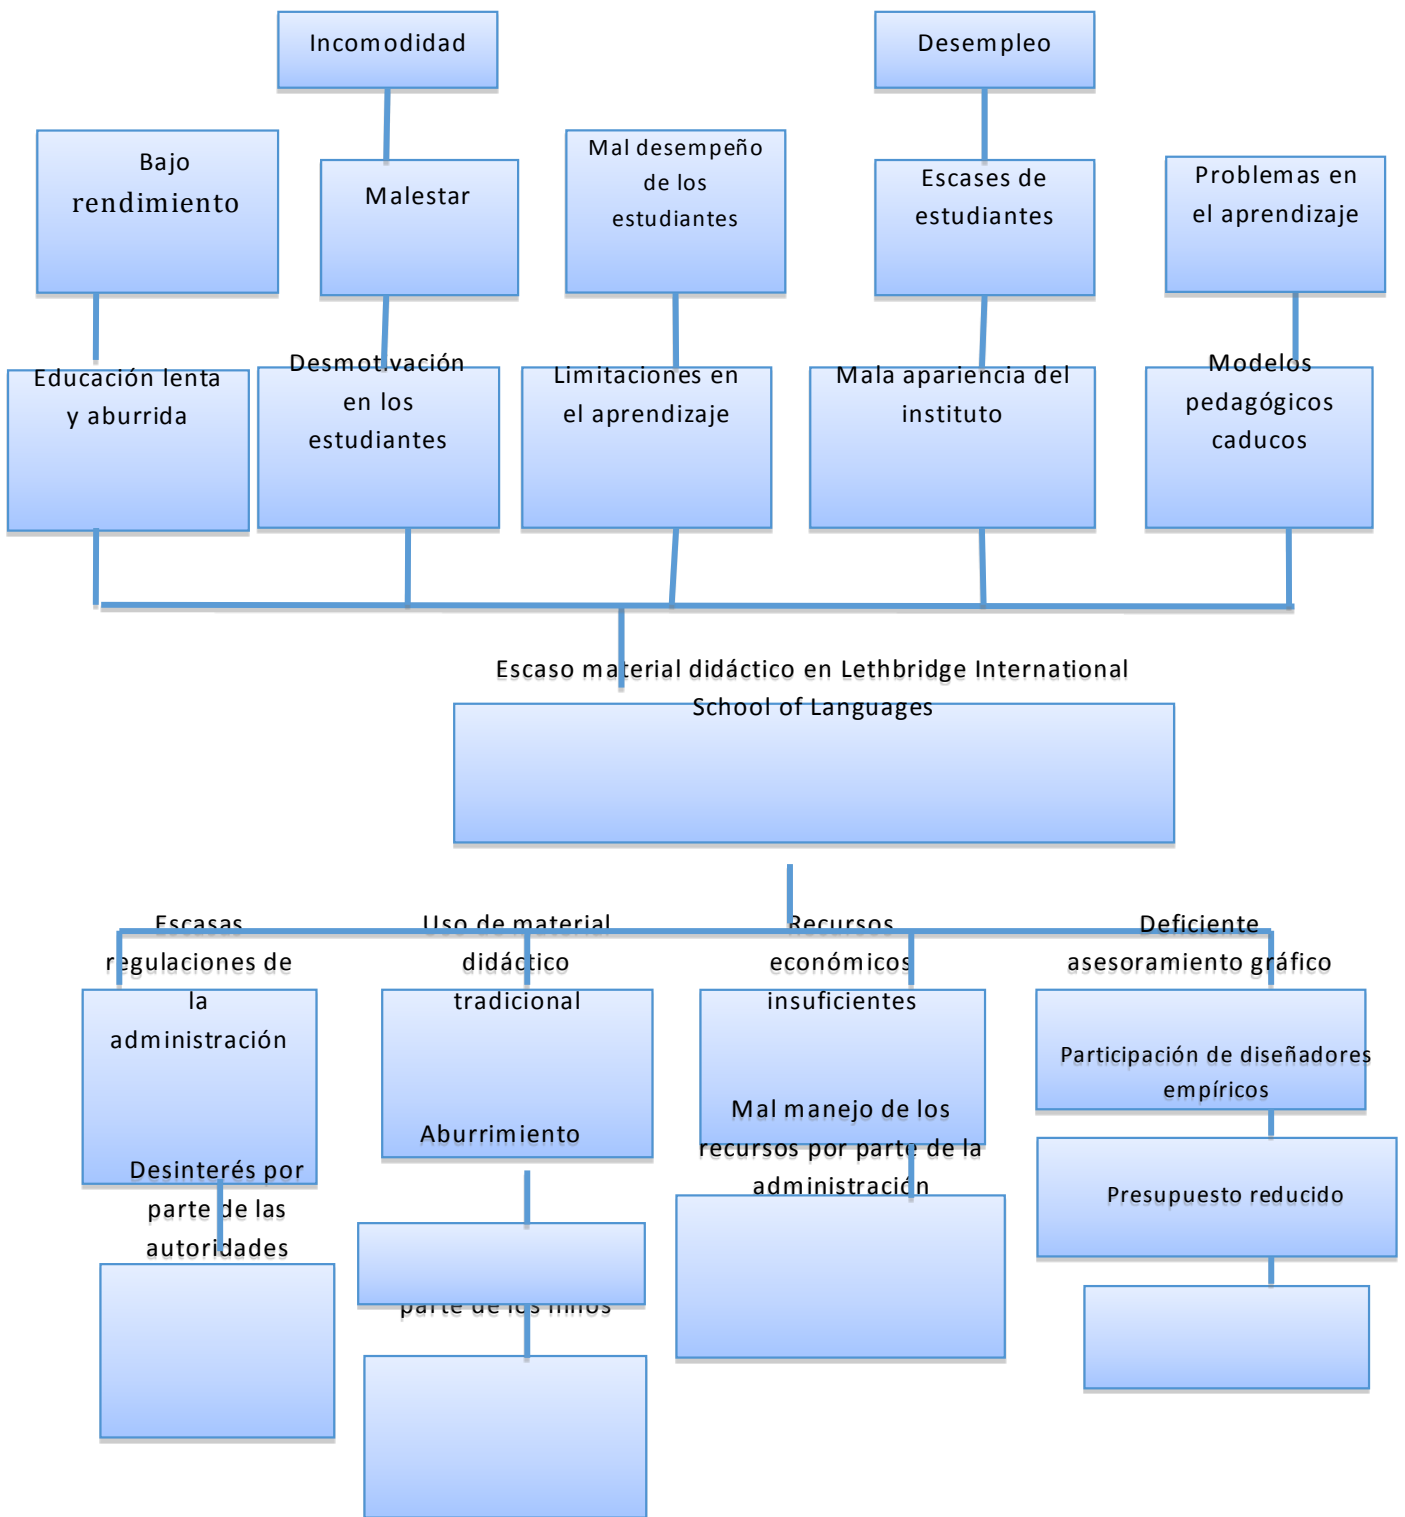 Incomodidad
Desempleo
Bajo
rendimiento
Malestar
Mal desempeño
de los
estudiantes
Escases de
estudiantes
Problemas en
el aprendizaje
Educación lenta
y aburrida
Desmotivación
en los
estudiantes
Limitaciones en
el aprendizaje
Mala apariencia del
instituto
Modelos
pedagógicos
caducos
Escaso material didáctico en Lethbridge International
School of Languages
Escasas
regulaciones de
la
administración
Uso de material
didáctico
tradicional
Recursos
económicos
insuficientes
Deficiente
asesoramiento gráfico
Desinterés por
parte de las
autoridades
Aburrimiento
parte de los niños
Mal manejo de los
recursos por parte de la
administración
Participación de diseñadores
empíricos
Presupuesto reducido